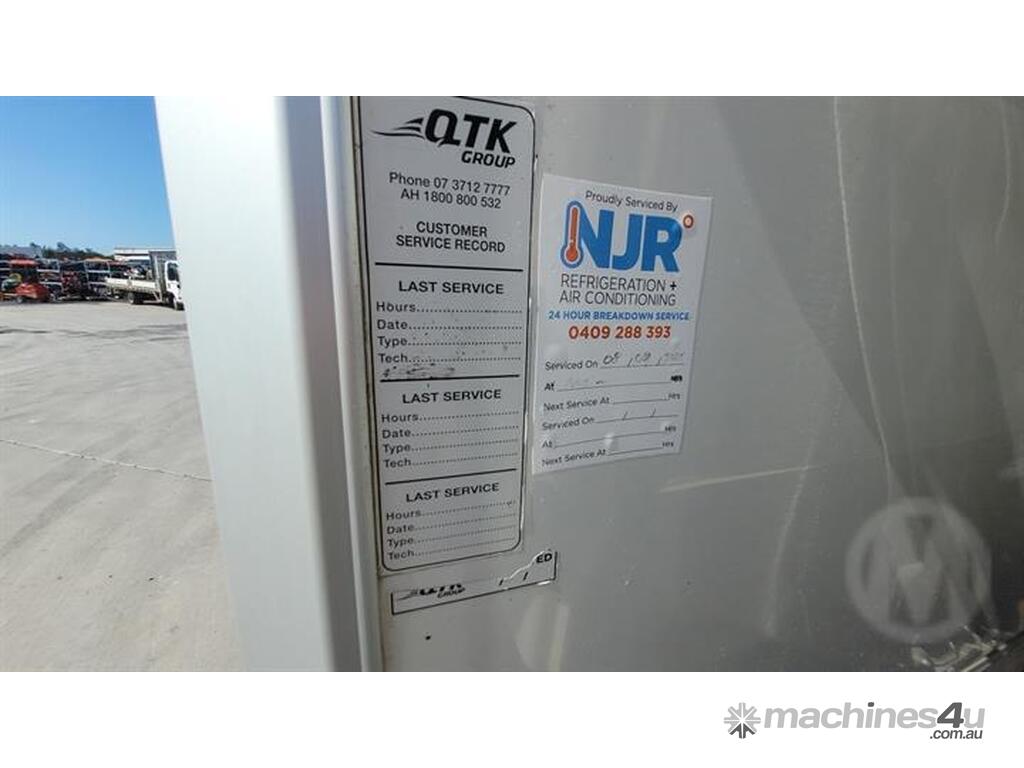 QTK
GROUP
Phone 07 3712 7777
AH 1800 800 532
CUSTOMER
SERVICE RECORD
LAST SERVICE
Hours
Date
Type
Tech
LAST SERVICE
Hours
Date
Type
Tech
LAST SERVICE
Hours
Date
Type
Tech
QTK
GROUP
ED
Proudly Serviced By
NJR°
REFRIGERATION +
AIR CONDITIONING
24 HOUR BREAKDOWN SERVICE
0409 288 393
Serviced On
At Hrs
Next Service At Hrs
Serviced On / /
At Hrs
Next Service At Hrs
M
machines4u
.com.au